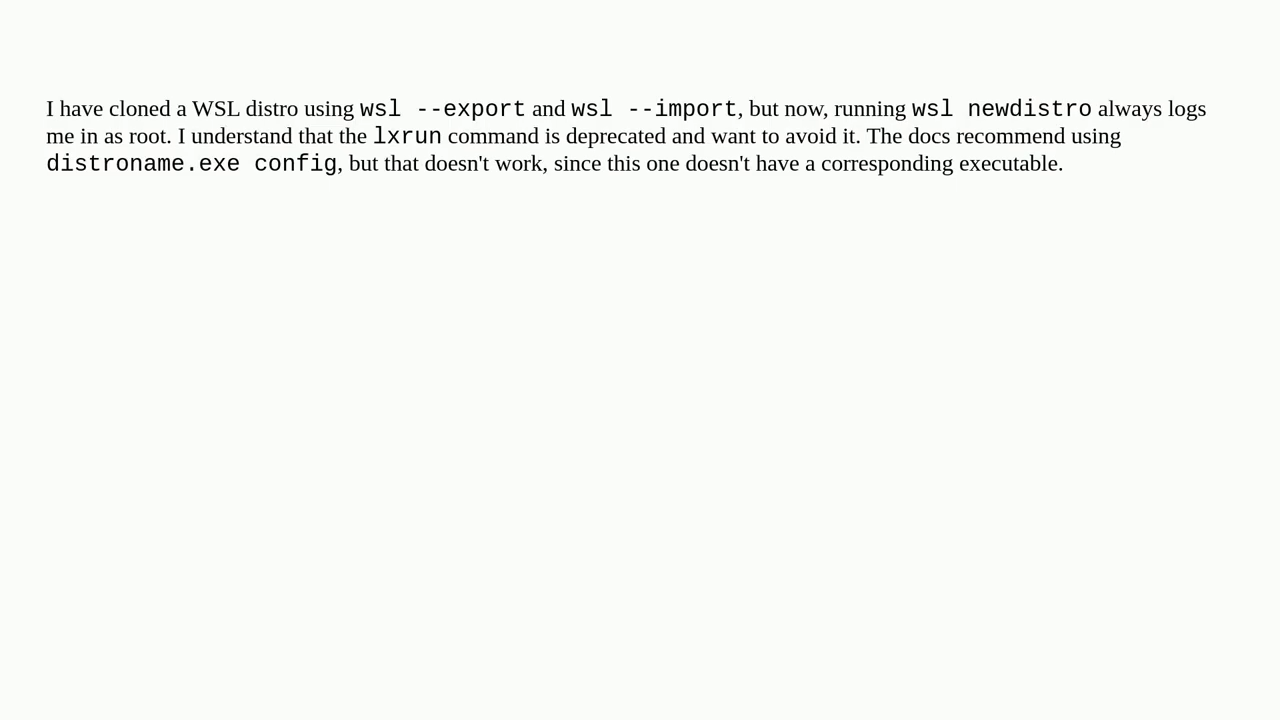 I have cloned a WSL distro using wsl --export and wsl --import, but now, running wsl newdistro always logs
me in as root. I understand that the lxrun command is deprecated and want to avoid it. The docs recommend using
distroname.exe config, but that doesn't work, since this one doesn't have a corresponding executable.